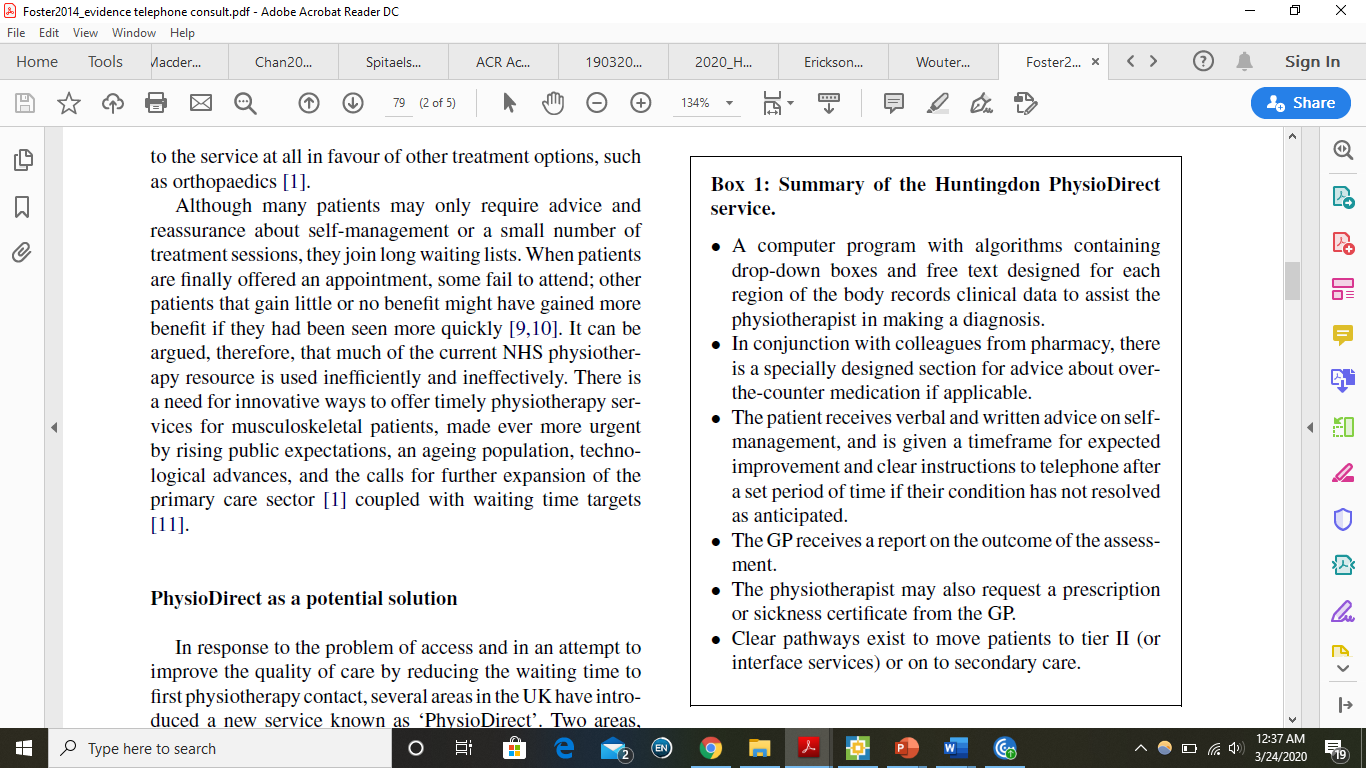 Foster2014_evidence telephone consult.pdf - Adobe Acrobat Reader DC
File Edit View Window Help
Home Tools Macder... Chan20... Spitaels... ACR Ac... 190320... 2020_H... Erickson... Wouter... Foster2... Sign In
79 (2 of 5) 134% Share
to the service at all in favour of other treatment options, such
as orthopaedics [1].
Although many patients may only require advice and
reassurance about self-management or a small number of
treatment sessions, they join long waiting lists. When patients
are finally offered an appointment, some fail to attend; other
patients that gain little or no benefit might have gained more
benefit if they had been seen more quickly [9,10]. It can be
argued, therefore, that much of the current NHS physiother-
apy resource is used inefficiently and ineffectively. There is
a need for innovative ways to offer timely physiotherapy ser-
vices for musculoskeletal patients, made ever more urgent
by rising public expectations, an ageing population, techno-
logical advances, and the calls for further expansion of the
primary care sector [1] coupled with waiting time targets
[11].
PhysioDirect as a potential solution
In response to the problem of access and in an attempt to
improve the quality of care by reducing the waiting time to
first physiotherapy contact, several areas in the UK have intro-
duced a new service known as ‘PhysioDirect’. Two areas,
Box 1: Summary of the Huntingdon PhysioDirect
service.
• A computer program with algorithms containing
drop-down boxes and free text designed for each
region of the body records clinical data to assist the
physiotherapist in making a diagnosis.
• In conjunction with colleagues from pharmacy, there
is a specially designed section for advice about over-
the-counter medication if applicable.
• The patient receives verbal and written advice on self-
management, and is given a timeframe for expected
improvement and clear instructions to telephone after
a set period of time if their condition has not resolved
as anticipated.
• The GP receives a report on the outcome of the assess-
ment.
• The physiotherapist may also request a prescription
or sickness certificate from the GP.
• Clear pathways exist to move patients to tier II (or
interface services) or on to secondary care.
Type here to search
2
EN
12:37 AM
3/24/2020
19